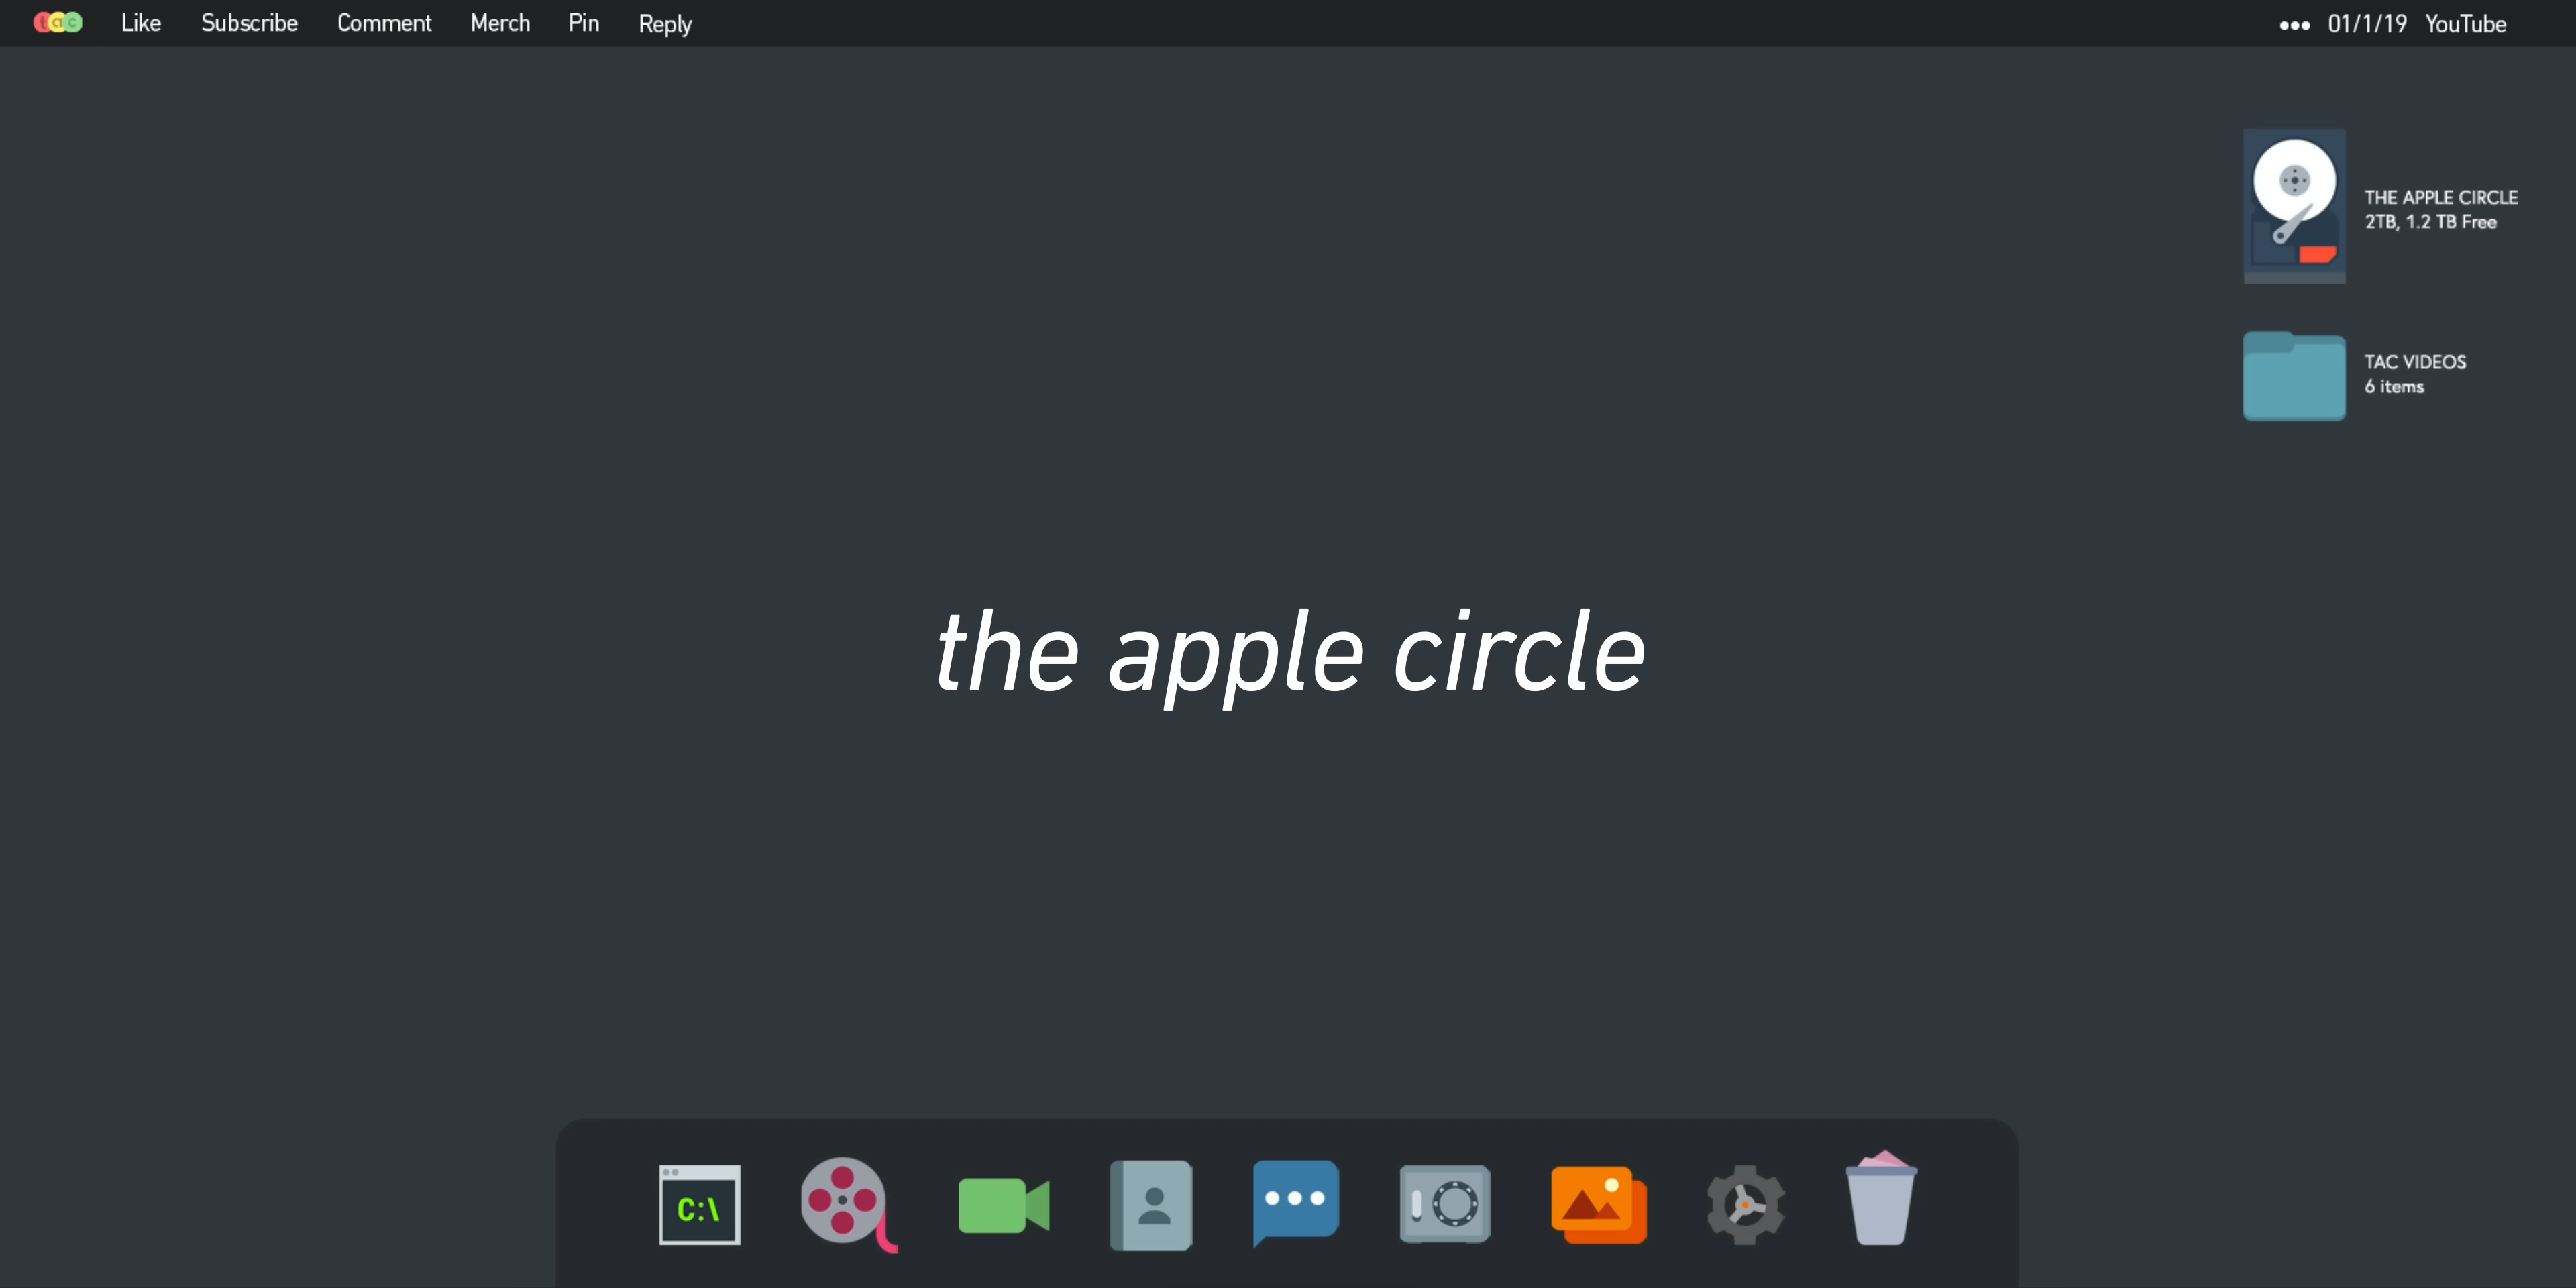 tac Like Subscribe Comment Merch Pin Reply ••• 01/1/19 YouTube
THE APPLE CIRCLE
2TB, 1.2 TB Free
TAC VIDEOS
6 items
the apple circle
C:\